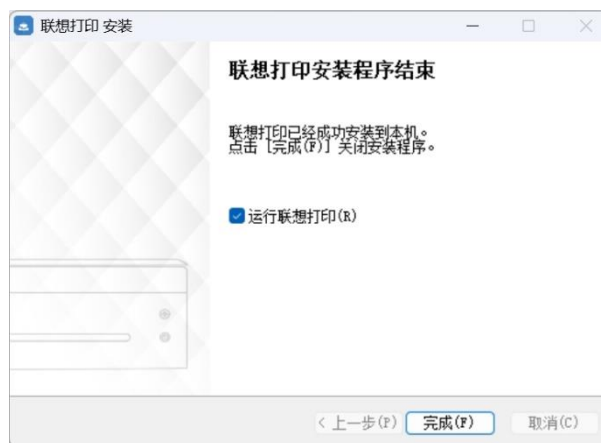 联想打印 安装
联想打印安装程序结束
联想打印已经成功安装到本机。
点击 [完成(F)] 关闭安装程序。
运行联想打印(R)
< 上一步(P) 完成(F) 取消(C)